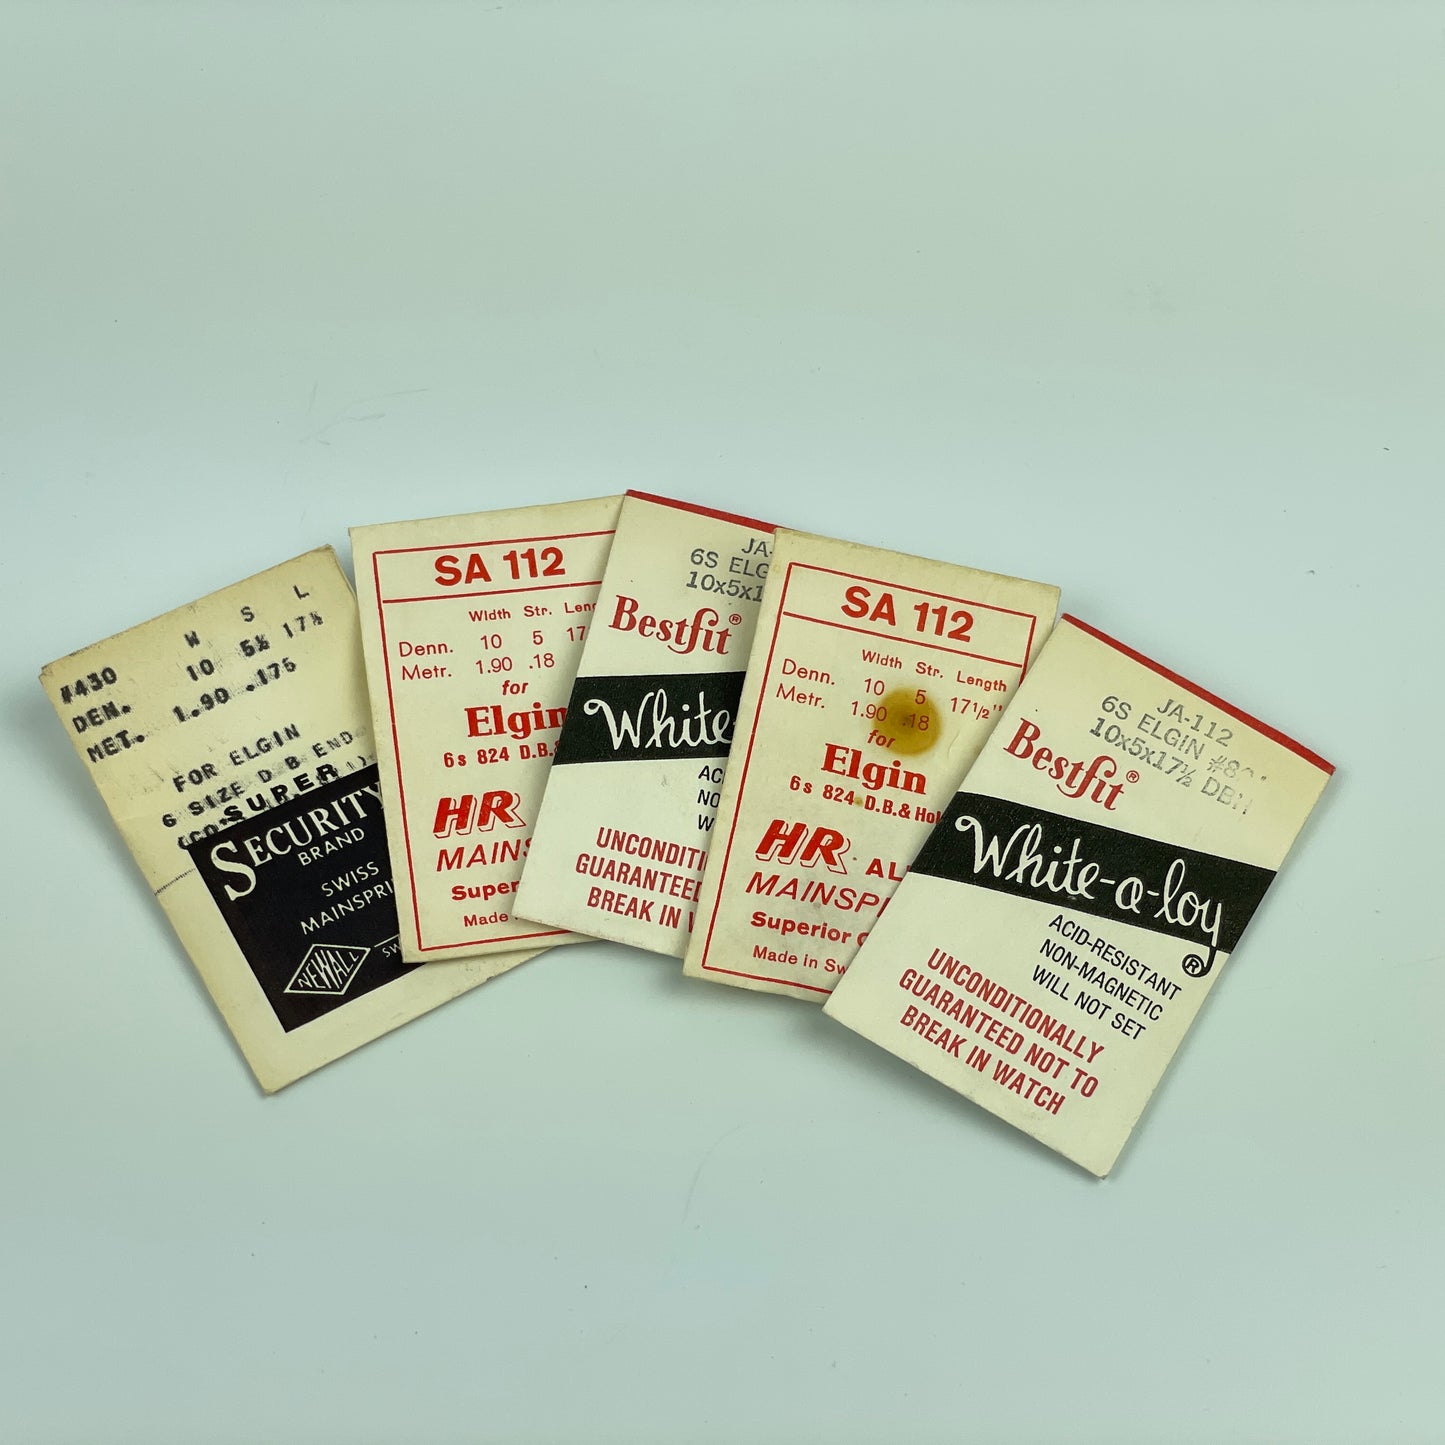 #430 W S L
DEN. 10 5½ 17½
MET. 1.90 .175
FOR ELGIN
6 SIZE D B END
SUPER
SECURITY
BRAND
SWISS
MAINSPRI
NEWALL
SA 112
Width Str. Leng
Denn. 10 5 17
Metr. 1.90 .18
for
Elgin
6s 824 D.B.&
HR
MAINS
Super
Made
JA-
6S ELG
10x5x1
Bestfit®
White-
AC
NO
W
UNCONDITI
GUARANTEE
BREAK IN W
SA 112
Width Str. Length
Denn. 10 5 17½"
Metr. 1.90 .18
for
Elgin
6s 824 D.B.& Hol
HR AL
MAINSP
Superior
Made in Sw
JA-112
6S ELGIN
10x5x17½
Bestfit®
White-a-loy®
ACID-RESISTANT
NON-MAGNETIC
WILL NOT SET
UNCONDITIONALLY
GUARANTEED NOT TO
BREAK IN WATCH